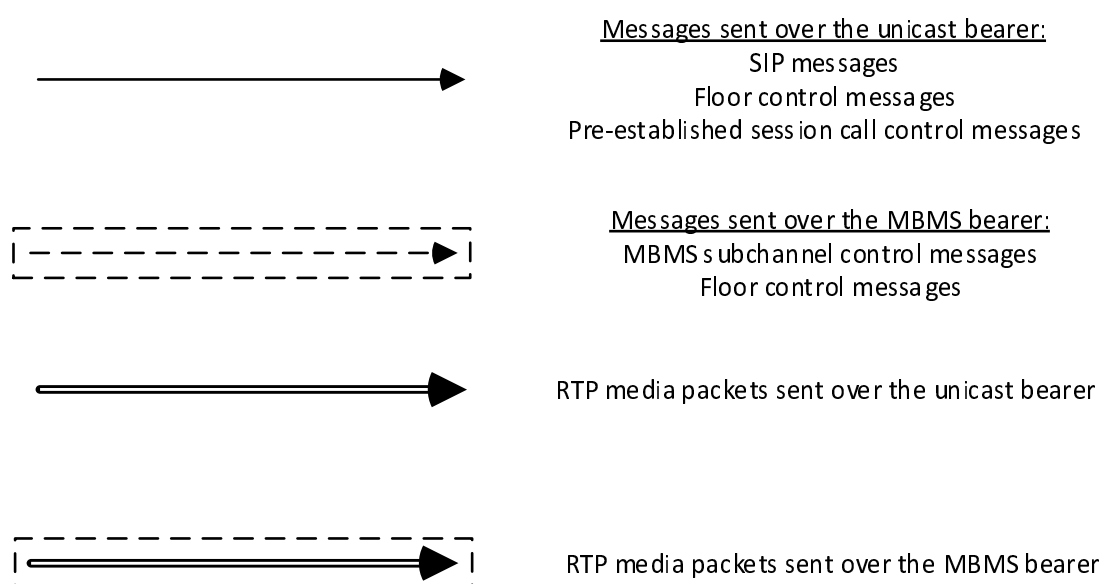 Messages sent over the unicast bearer:
SIP messages
Floor control messages
Pre-established session call control messages
Messages sent over the MBMS bearer:
MBMS subchannel control messages
Floor control messages
RTP media packets sent over the unicast bearer
RTP media packets sent over the MBMS bearer